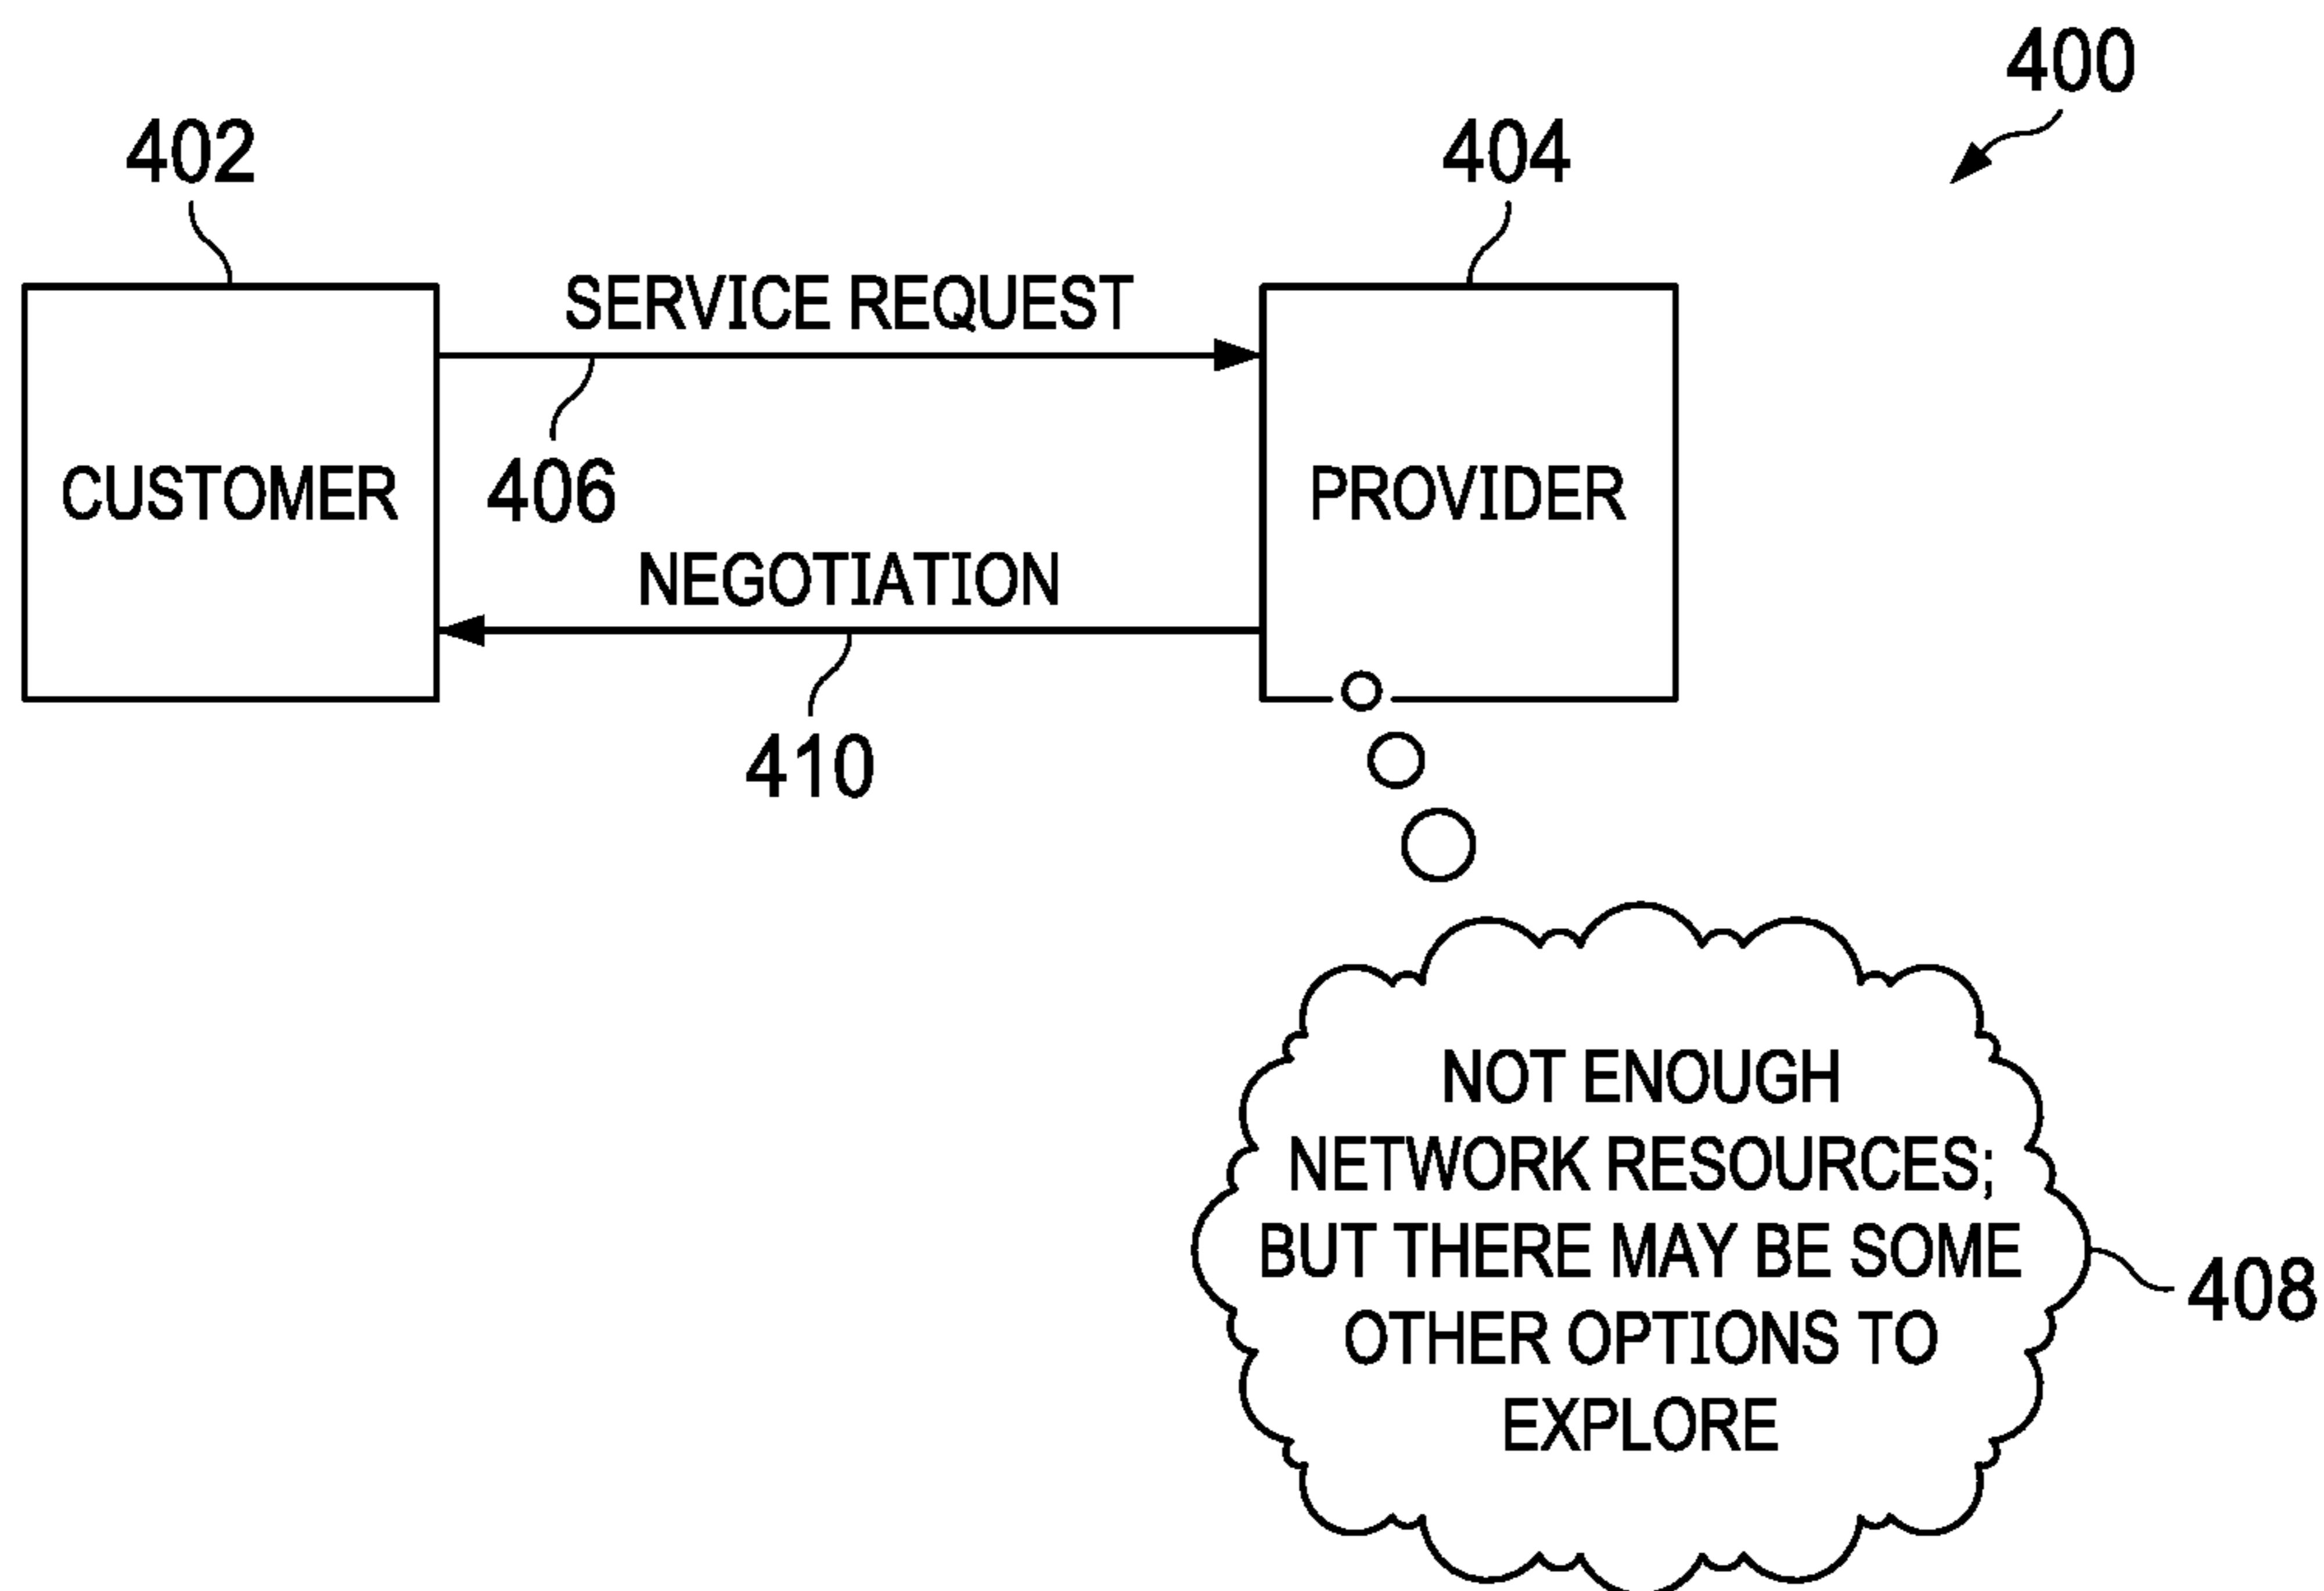 400
402
404
SERVICE REQUEST
CUSTOMER
406
PROVIDER
NEGOTIATION
410
NOT ENOUGH
NETWORK RESOURCES;
BUT THERE MAY BE SOME
OTHER OPTIONS TO
EXPLORE
408